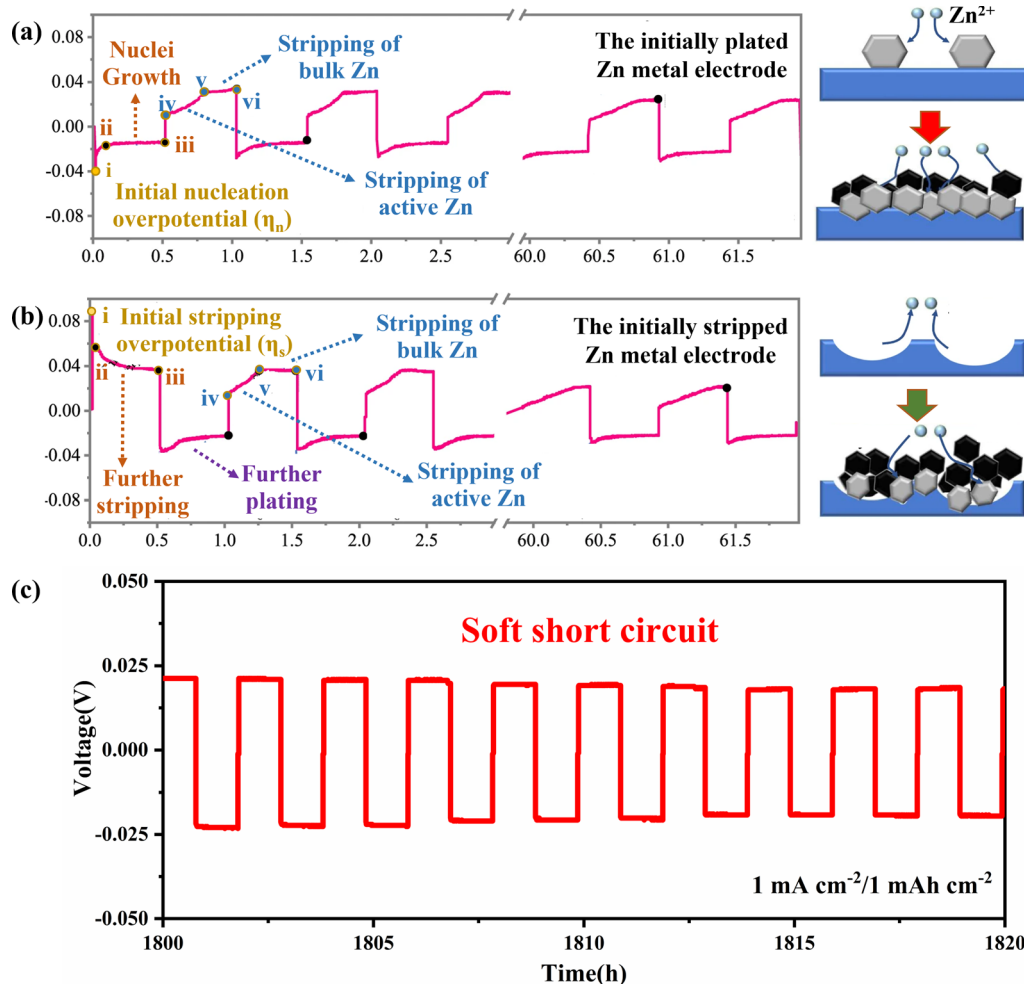 (a)
0.08
0.04
0.00
-0.04
-0.08
Nuclei
Growth
Stripping of
bulk Zn
The initially plated
Zn metal electrode
i
ii
iii
iv
v
vi
Initial nucleation
overpotential (ηₙ)
Stripping of
active Zn
0.0 0.5 1.0 1.5 2.0 2.5 60.0 60.5 61.0 61.5
Zn²⁺
(b)
0.08
0.04
0.00
-0.04
-0.08
i
Initial stripping
overpotential (ηₛ)
Stripping of
bulk Zn
The initially stripped
Zn metal electrode
ii
iii
iv
v
vi
Further
stripping
Further
plating
Stripping of
active Zn
0.0 0.5 1.0 1.5 2.0 2.5 60.0 60.5 61.0 61.5
(c)
Soft short circuit
0.050
0.025
0.000
-0.025
-0.050
Voltage(V)
1 mA cm⁻²/1 mAh cm⁻²
1800 1805 1810 1815 1820
Time(h)